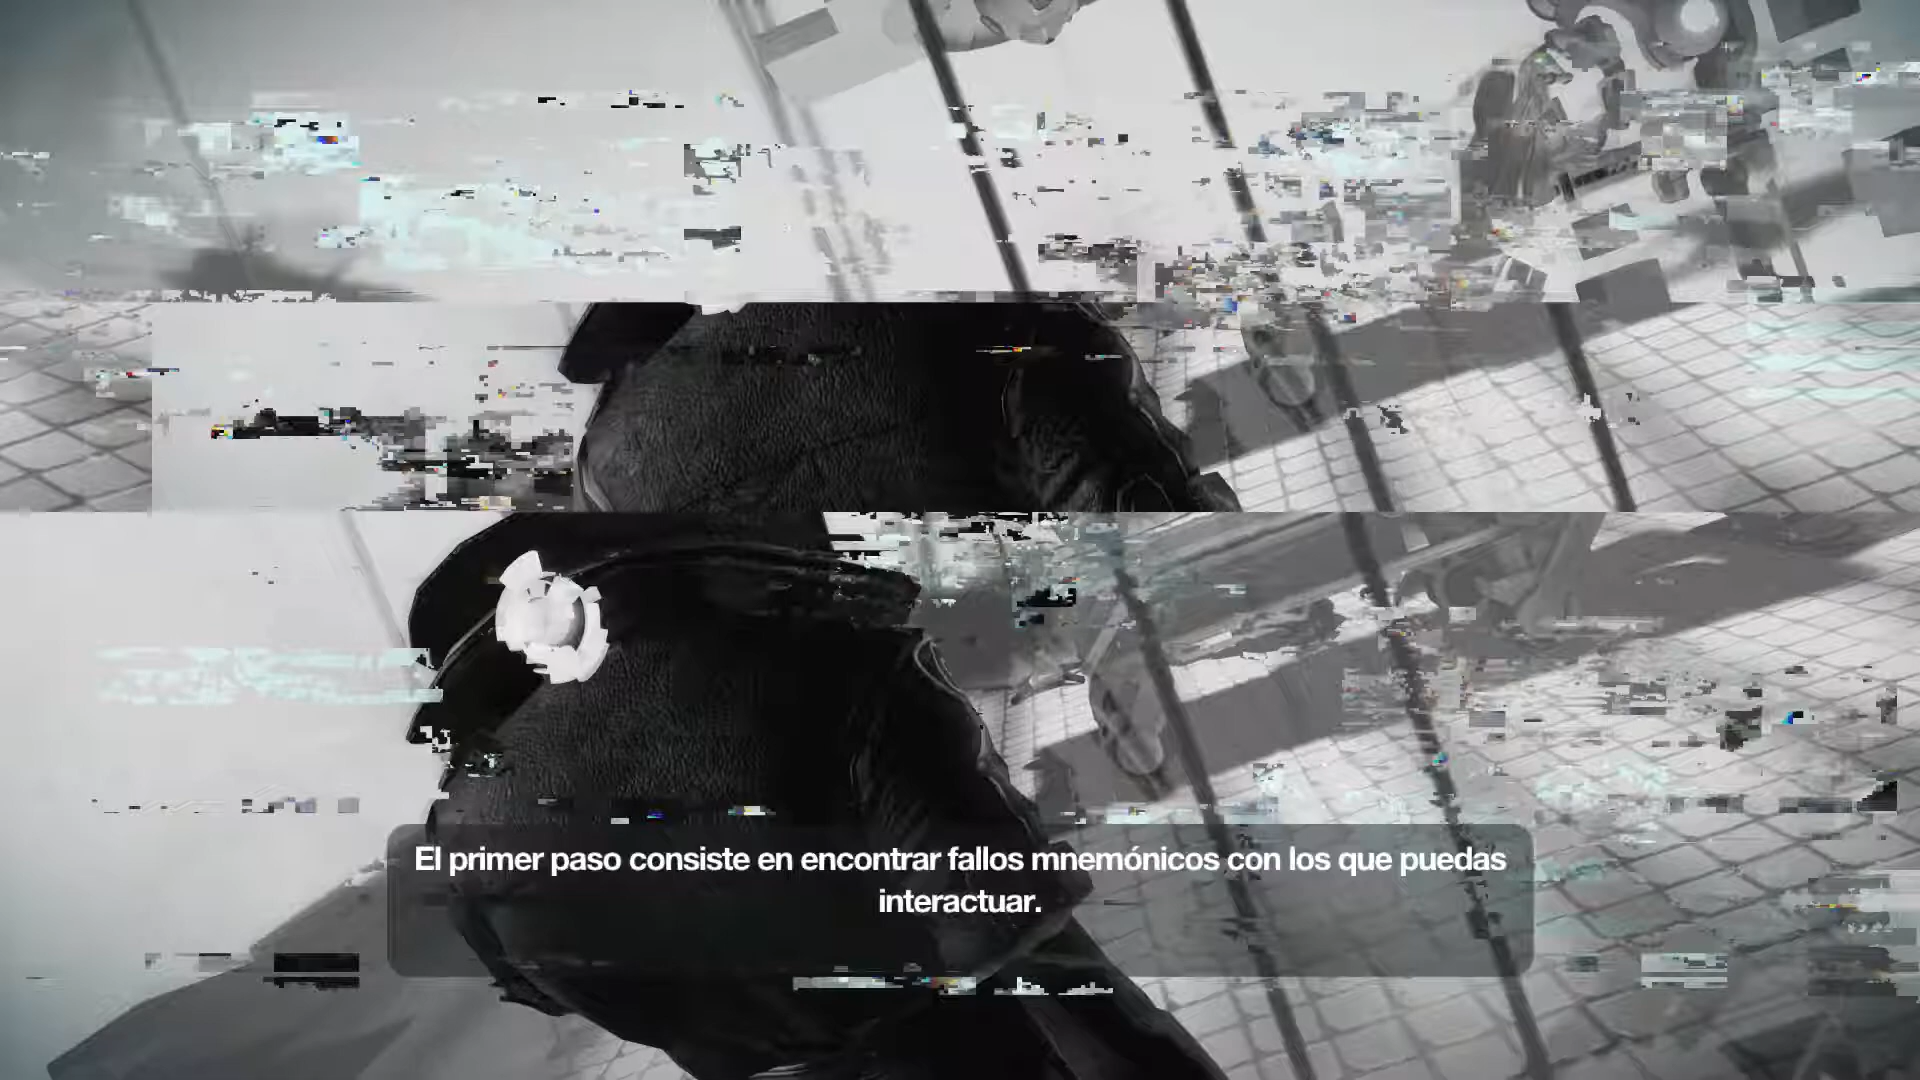 El primer paso consiste en encontrar fallos mnemónicos con los que puedas
interactuar.